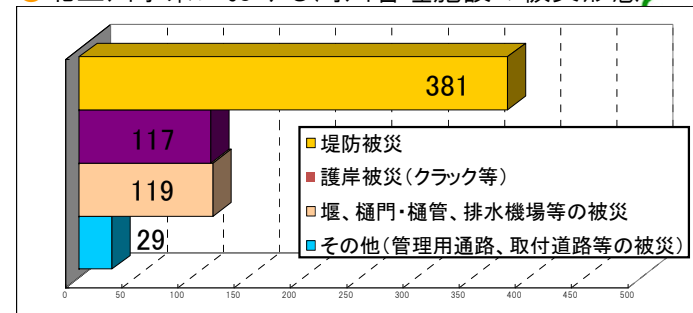 381
117
119
29
堤防被災
護岸被災(クラック等)
堰、樋門・樋管、排水機場等の被災
その他(管理用通路、取付道路等の被災)
0 50 100 150 200 250 300 350 400 450 500